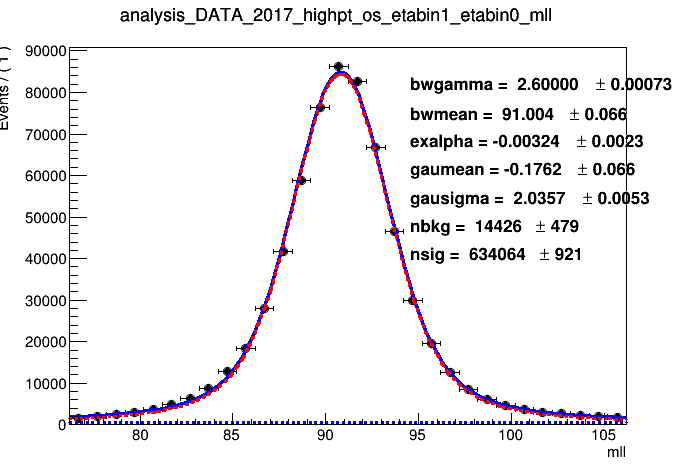 analysis_DATA_2017_highpt_os_etabin1_etabin0_mll
Events / ( 1 )
90000
80000
70000
60000
50000
40000
30000
20000
10000
0
bwgamma = 2.60000 ± 0.00073
bwmean = 91.004 ± 0.066
exalpha = -0.00324 ± 0.0023
gaumean = -0.1762 ± 0.066
gausigma = 2.0357 ± 0.0053
nbkg = 14426 ± 479
nsig = 634064 ± 921
80 85 90 95 100 105
mll